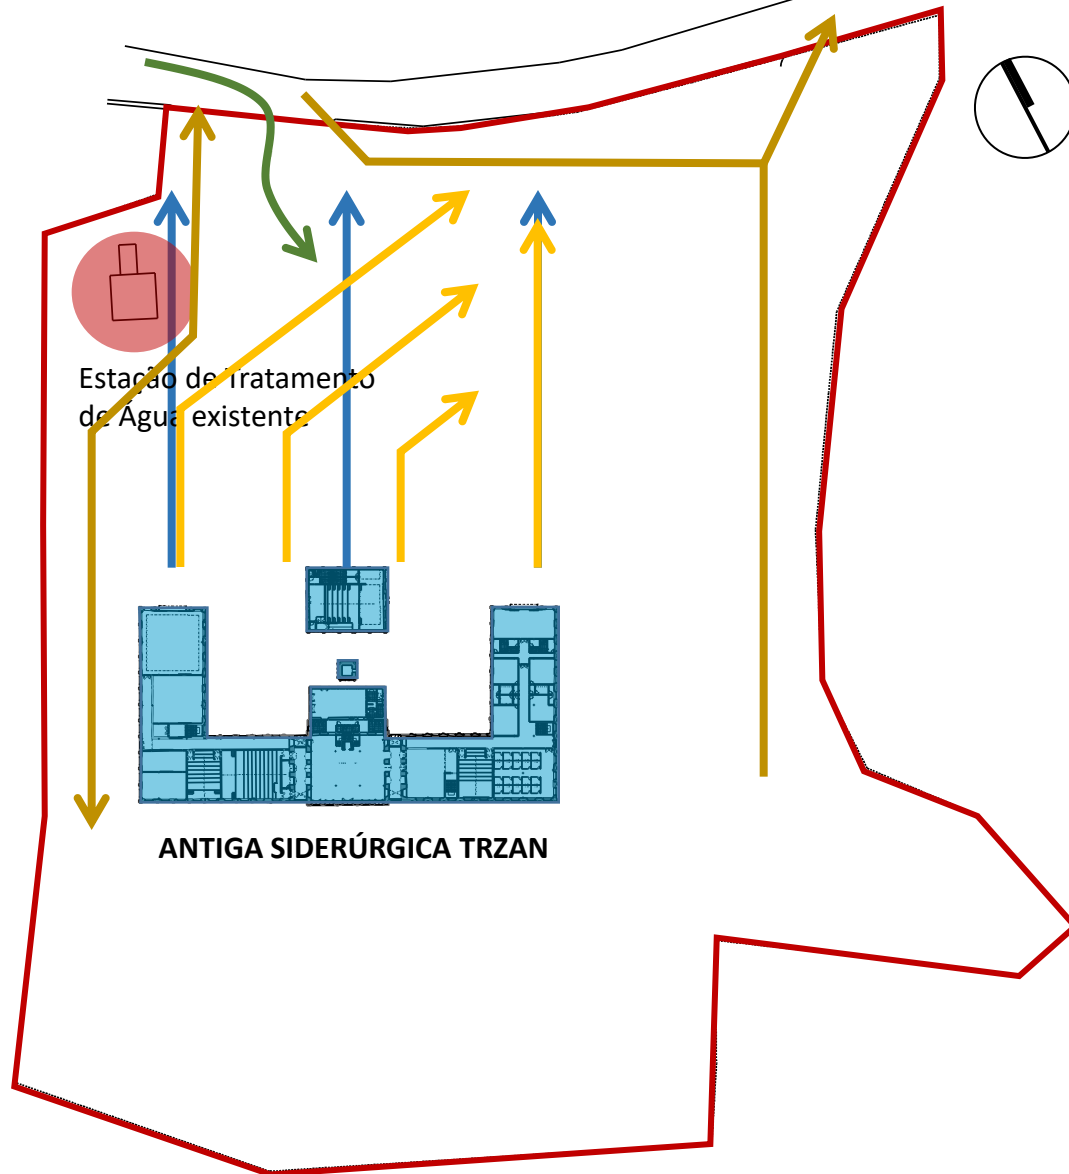 Estação de Tratamento
de Água existente
ANTIGA SIDERÚRGICA TRZAN